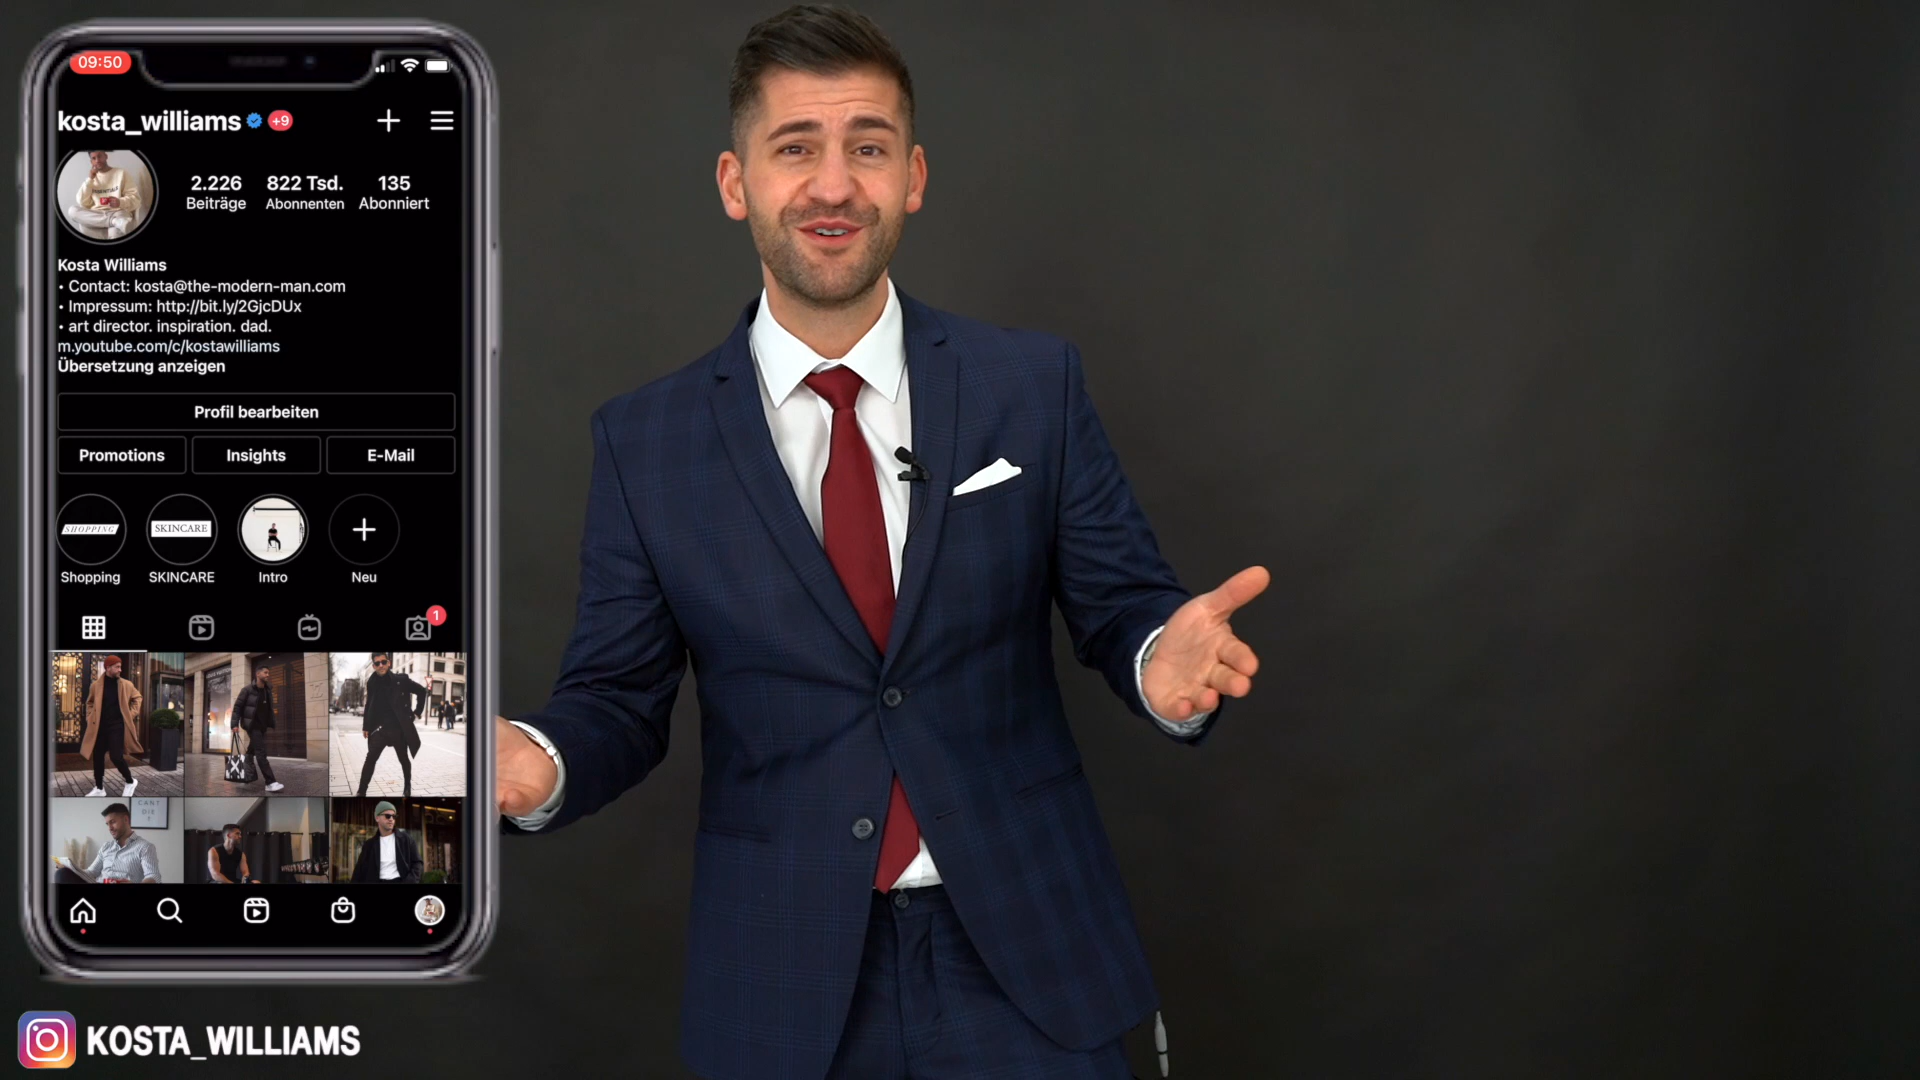 09:50
kosta_williams +9
2.226 822 Tsd. 135
Beiträge Abonnenten Abonniert
Kosta Williams
• Contact: kosta@the-modern-man.com
• Impressum: http://bit.ly/2GjcDUx
• art director. inspiration. dad.
m.youtube.com/c/kostawilliams
Übersetzung anzeigen
Profil bearbeiten
Promotions Insights E-Mail
SHOPPING SKINCARE
Shopping SKINCARE Intro Neu
1
KOSTA_WILLIAMS